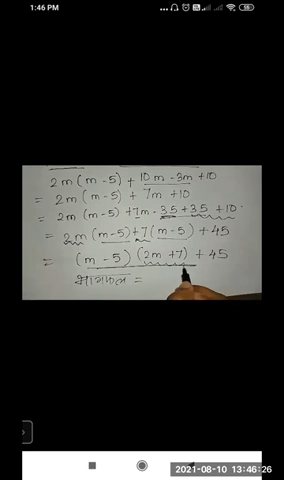 1:46 PM
2m(m-5) + 10m - 3m + 10
= 2m(m-5) + 7m + 10
= 2m(m-5) + 7m - 35 + 35 + 10
= 2m(m-5) + 7(m-5) + 45
= (m-5) (2m+7) + 45
भागफल =
2021-08-10 13:46:26